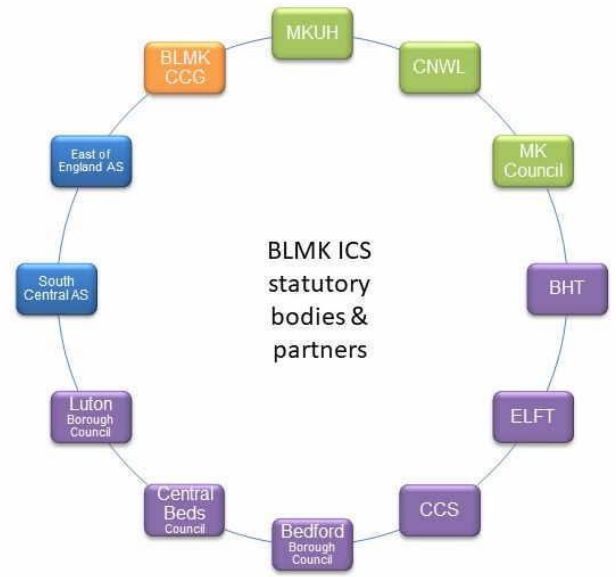 MKUH
CNWL
MK
Council
BHT
ELFT
CCS
Bedford
Borough
Council
Central
Beds
Council
Luton
Borough
Council
South
Central AS
East of
England AS
BLMK
CCG
BLMK ICS
statutory
bodies &
partners